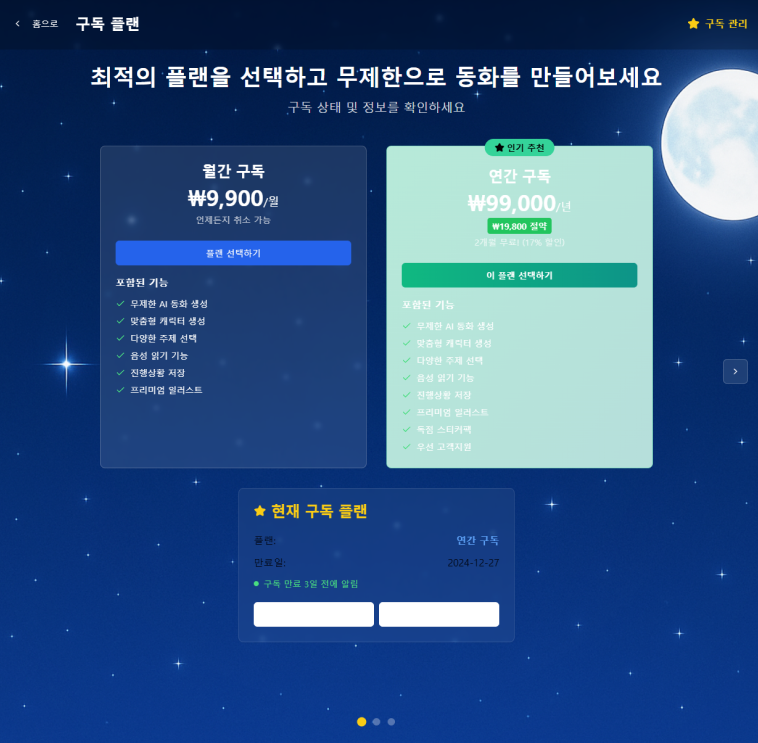 홈으로
구독 플랜
구독 관리
최적의 플랜을 선택하고 무제한으로 동화를 만들어보세요
구독 상태 및 정보를 확인하세요
월간 구독
₩9,900/월
언제든지 취소 가능
플랜 선택하기
포함된 기능
무제한 AI 동화 생성
맞춤형 캐릭터 생성
다양한 주제 선택
음성 읽기 기능
진행상황 저장
프리미엄 일러스트
인기 추천
연간 구독
₩99,000/년
₩19,800 절약
2개월 무료! (17% 할인)
이 플랜 선택하기
포함된 기능
무제한 AI 동화 생성
맞춤형 캐릭터 생성
다양한 주제 선택
음성 읽기 기능
진행상황 저장
프리미엄 일러스트
독점 스티커팩
우선 고객지원
현재 구독 플랜
플랜: 연간 구독
만료일: 2024-12-27
구독 만료 3일 전에 알림